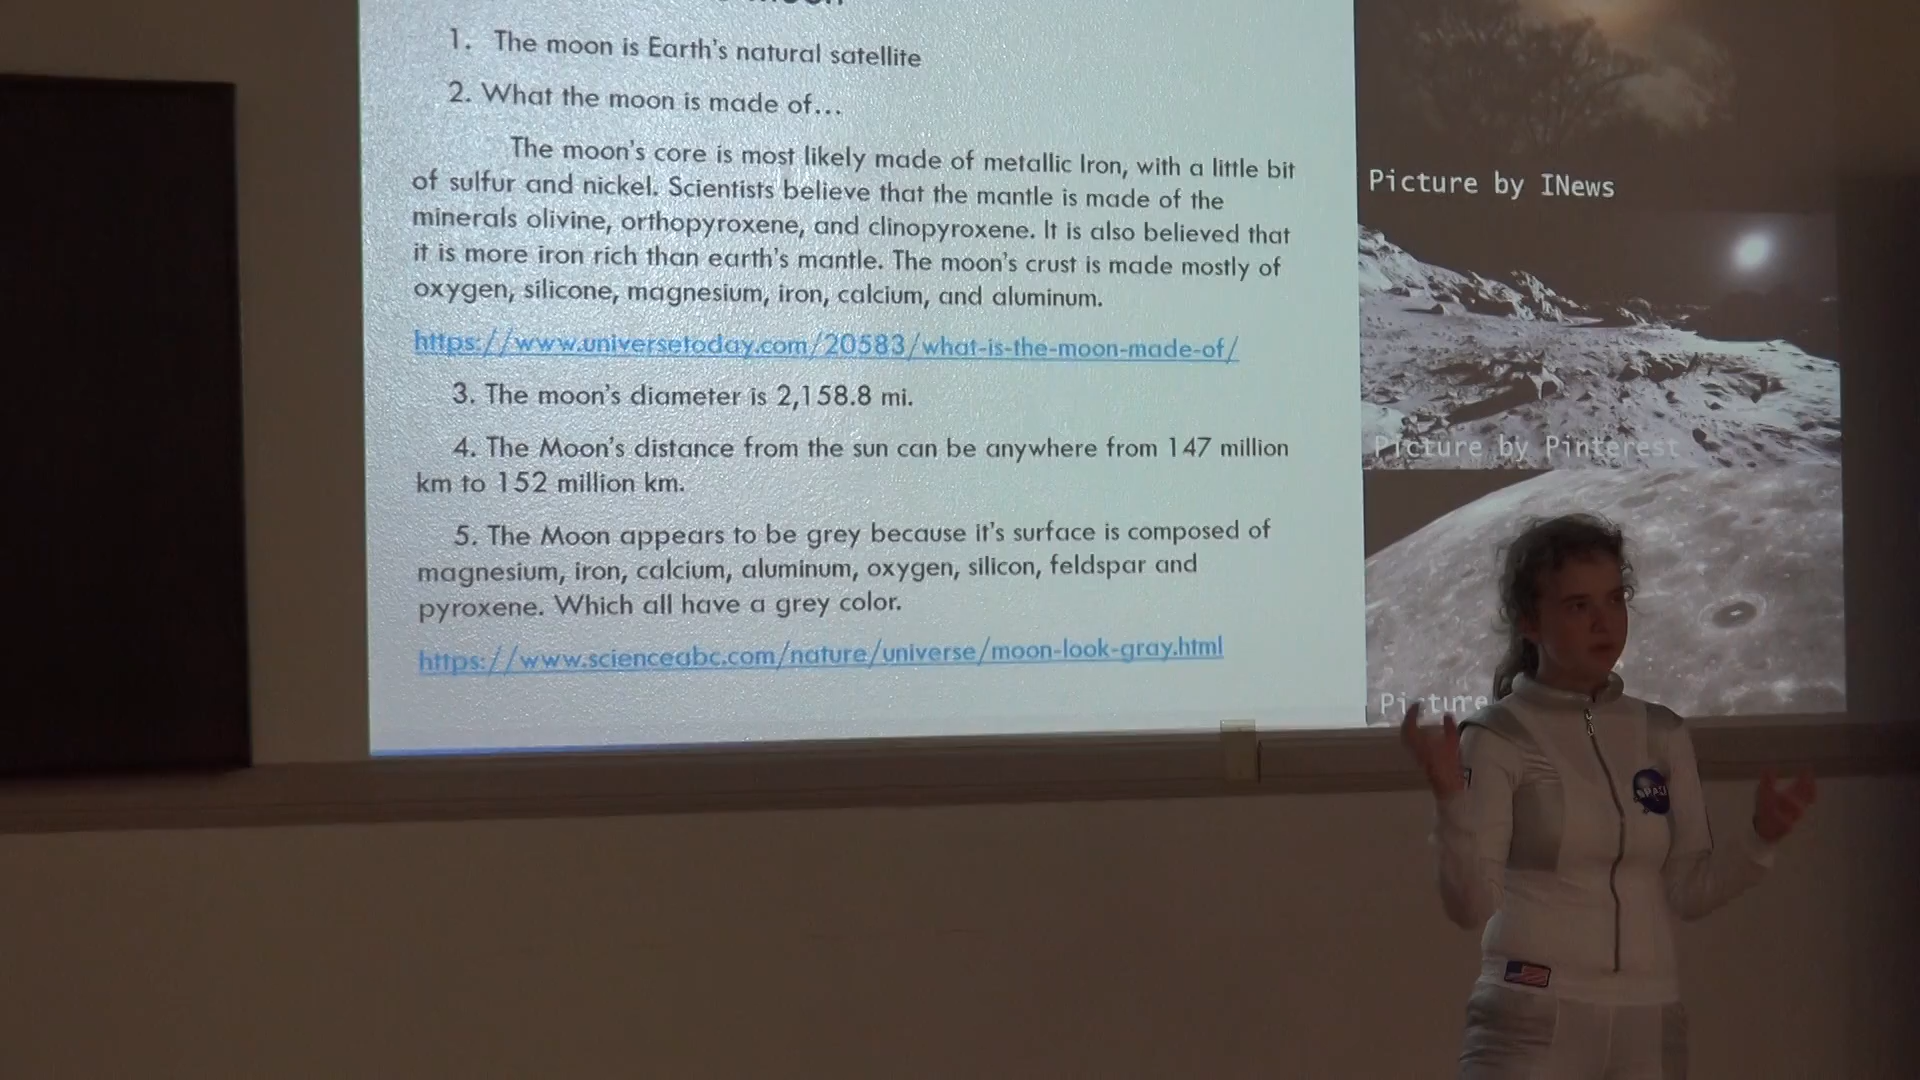 1. The moon is Earth's natural satellite
2. What the moon is made of...
The moon's core is most likely made of metallic Iron, with a little bit
of sulfur and nickel. Scientists believe that the mantle is made of the
minerals olivine, orthopyroxene, and clinopyroxene. It is also believed that
it is more iron rich than earth's mantle. The moon's crust is made mostly of
oxygen, silicone, magnesium, iron, calcium, and aluminum.
https://www.universetoday.com/20583/what-is-the-moon-made-of/
3. The moon's diameter is 2,158.8 mi.
4. The Moon's distance from the sun can be anywhere from 147 million
km to 152 million km.
5. The Moon appears to be grey because it's surface is composed of
magnesium, iron, calcium, aluminum, oxygen, silicon, feldspar and
pyroxene. Which all have a grey color.
https://www.scienceabc.com/nature/universe/moon-look-gray.html
Picture by INews
Picture by Pinterest
Picture
NASA